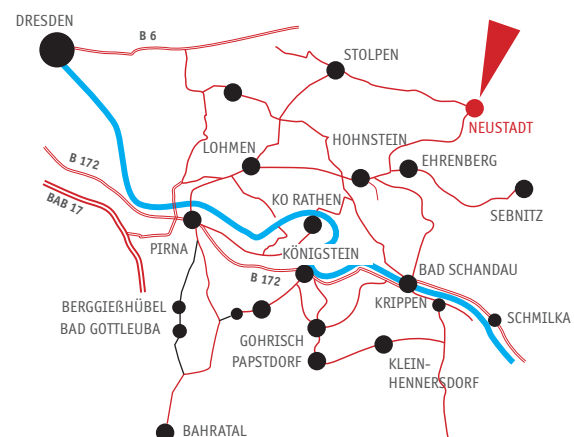 DRESDEN
B 6
STOLPEN
NEUSTADT
LOHMEN
HOHNSTEIN
B 172
EHRENBERG
BAB 17
KO RATHEN
SEBNITZ
PIRNA
KÖNIGSTEIN
B 172
BAD SCHANDAU
BERGGIEßHÜBEL
KRIPPEN
BAD GOTTLEUBA
SCHMILKA
GOHRISCH
PAPSTDORF
KLEIN-
HENNERSDORF
BAHRATAL